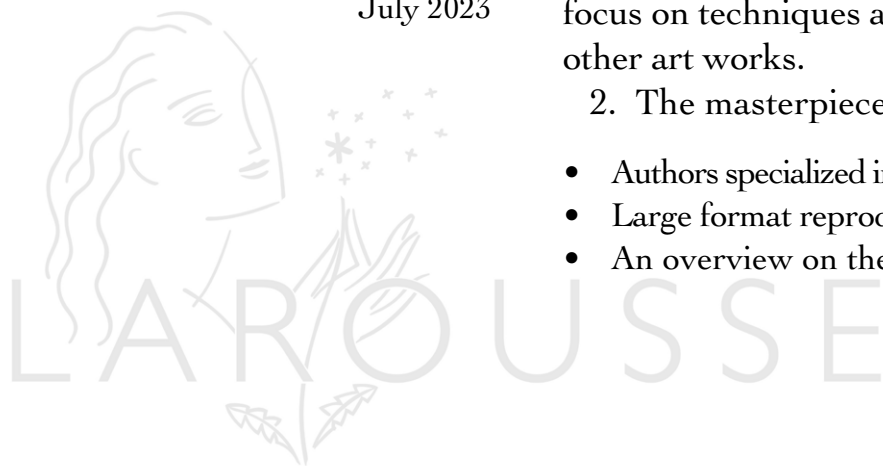 July 2023
focus on techniques a
other art works.
2. The masterpiece
• Authors specialized i
• Large format repro
• An overview on the
LAROUSSE